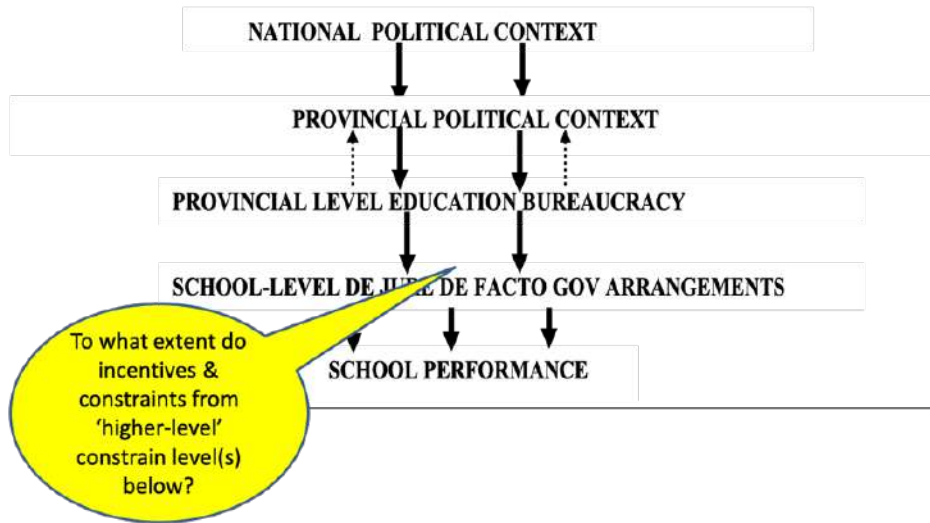 NATIONAL POLITICAL CONTEXT
PROVINCIAL POLITICAL CONTEXT
PROVINCIAL LEVEL EDUCATION BUREAUCRACY
SCHOOL-LEVEL DE JURE DE FACTO GOV ARRANGEMENTS
SCHOOL PERFORMANCE
To what extent do
incentives &
constraints from
‘higher-level’
constrain level(s)
below?